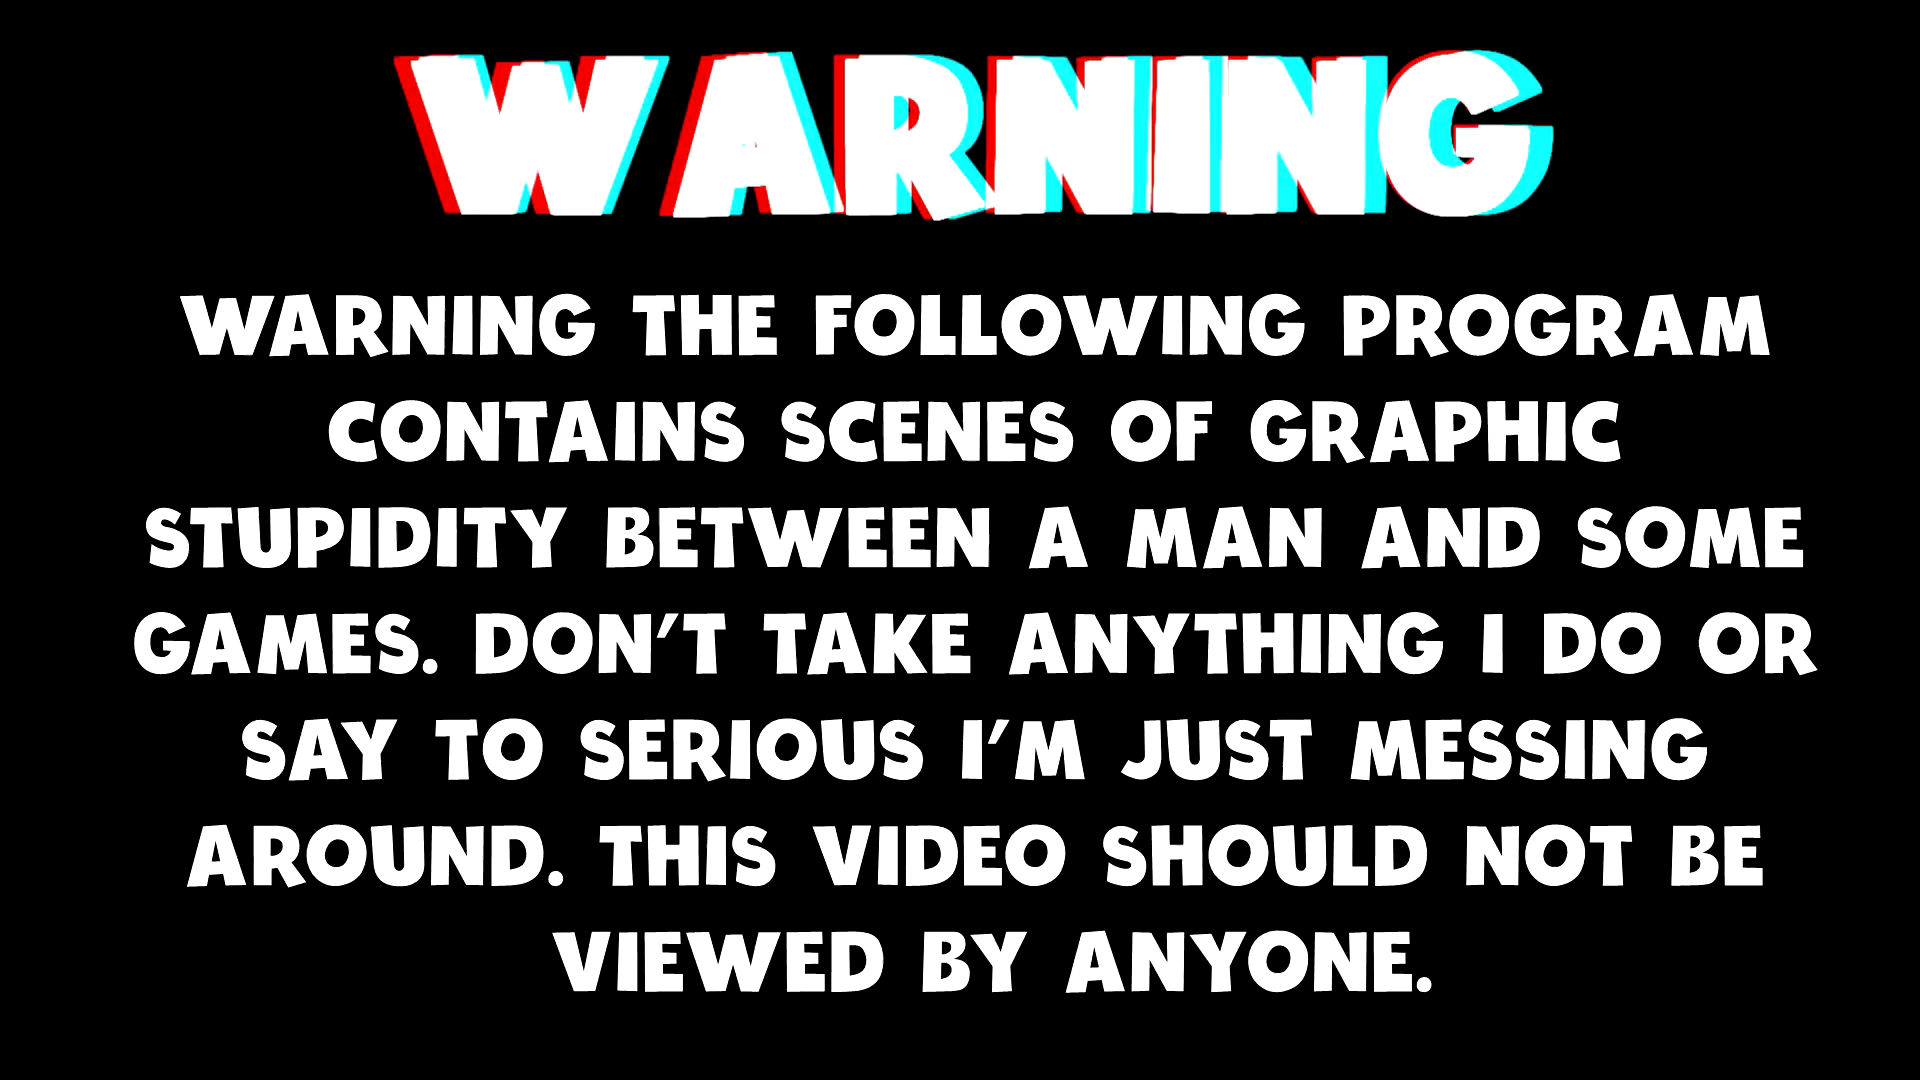 WARNING
WARNING THE FOLLOWING PROGRAM
CONTAINS SCENES OF GRAPHIC
STUPIDITY BETWEEN A MAN AND SOME
GAMES. DON'T TAKE ANYTHING I DO OR
SAY TO SERIOUS I'M JUST MESSING
AROUND. THIS VIDEO SHOULD NOT BE
VIEWED BY ANYONE.